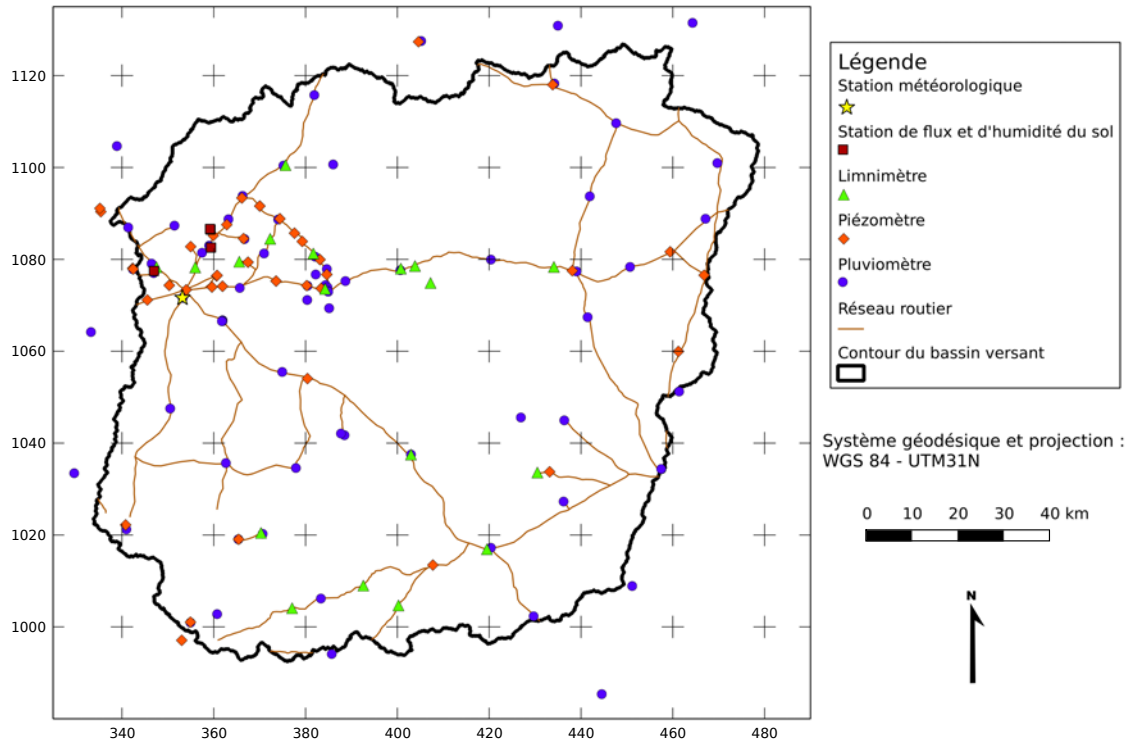 1120
1100
1080
1060
1040
1020
1000
340
360
380
400
420
440
460
480
Légende
Station météorologique
Station de flux et d'humidité du sol
Limnimètre
Piézomètre
Pluviomètre
Réseau routier
Contour du bassin versant
Système géodésique et projection :
WGS 84 - UTM31N
0 10 20 30 40 km
N